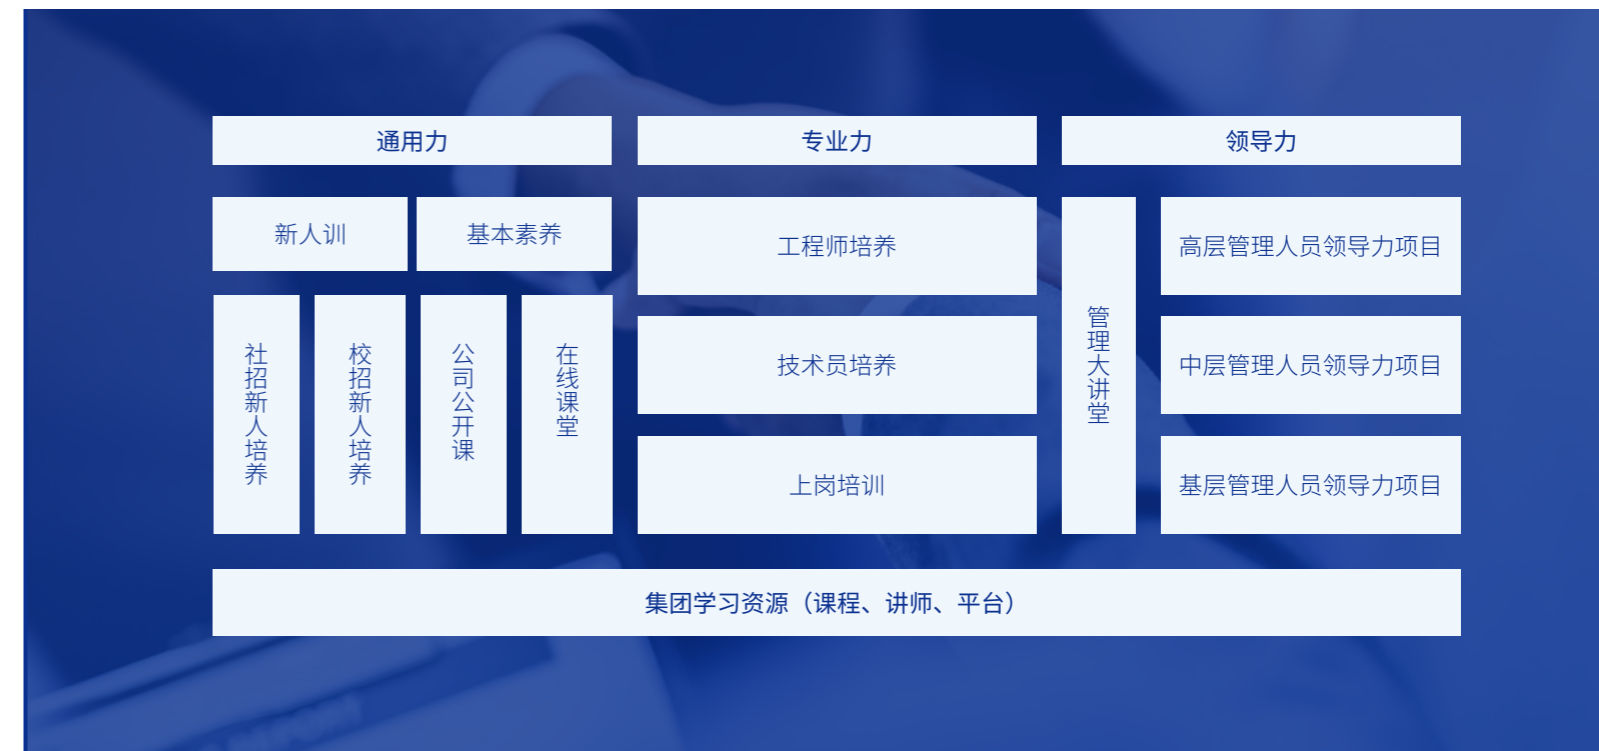 通用力
专业力
领导力
新人训
基本素养
社招新人培养
校招新人培养
公司公开课
在线课堂
工程师培养
技术员培养
上岗培训
管理大讲堂
高层管理人员领导力项目
中层管理人员领导力项目
基层管理人员领导力项目
集团学习资源（课程、讲师、平台）